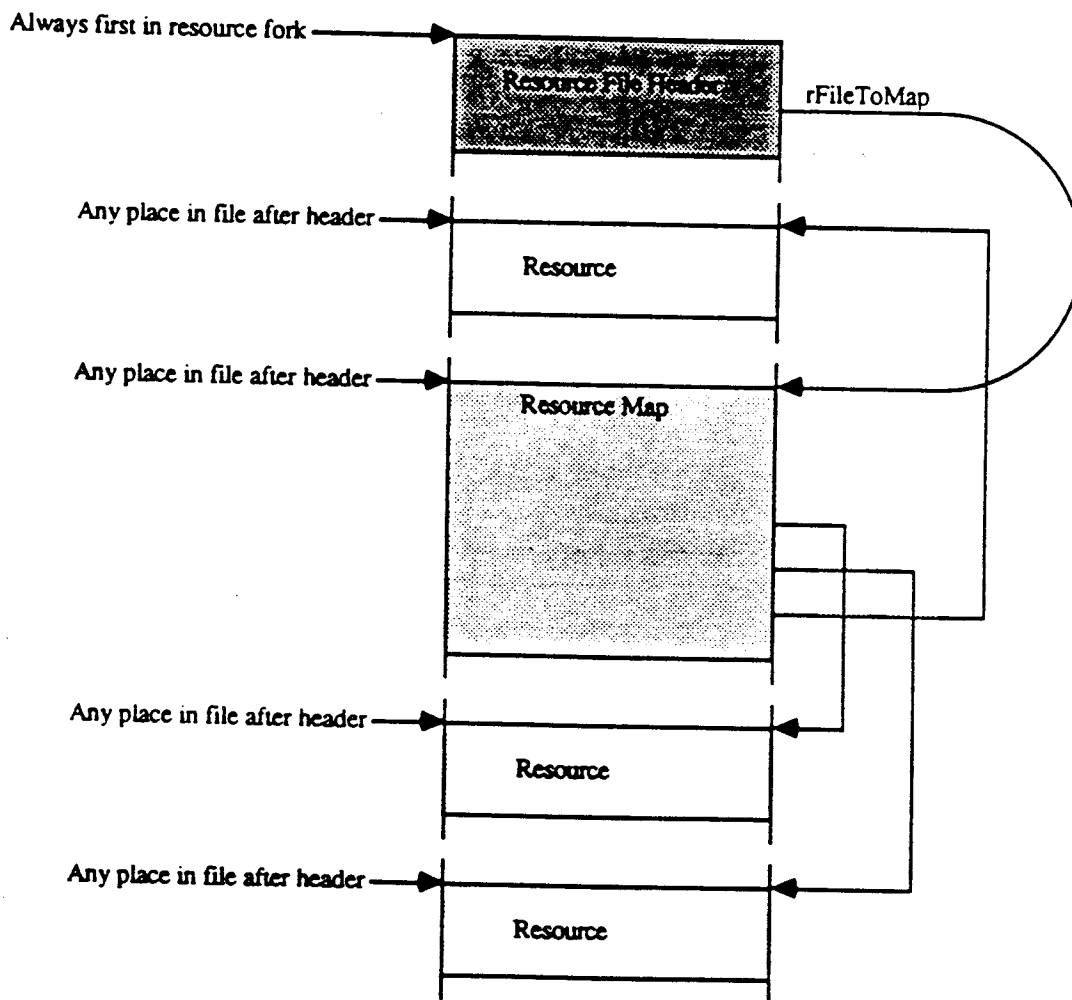 Always first in resource fork
Resource File Header
rFileToMap
Any place in file after header
Resource
Any place in file after header
Resource Map
Any place in file after header
Resource
Any place in file after header
Resource